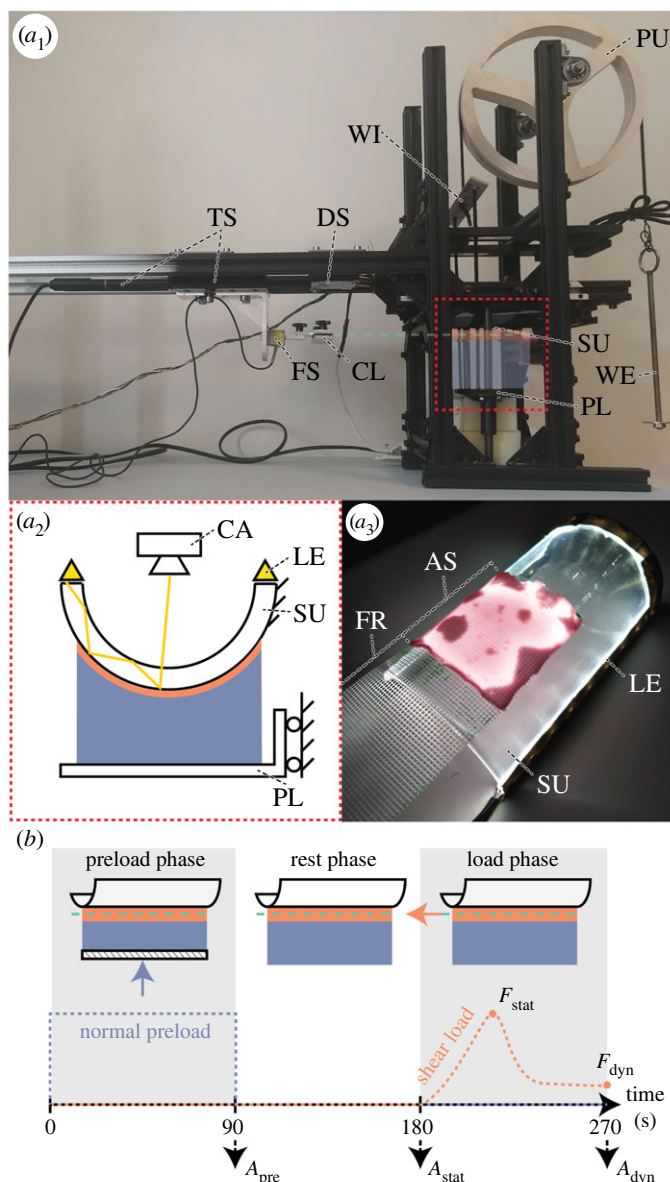 (a1)
PU
WI
TS
DS
SU
FS
CL
WE
PL
(a2)
CA
LE
SU
PL
(a3)
AS
FR
LE
SU
(b)
preload phase
rest phase
load phase
normal preload
shear load
Fstat
Fdyn
time
(s)
0
90
180
270
Apre
Astat
Adyn